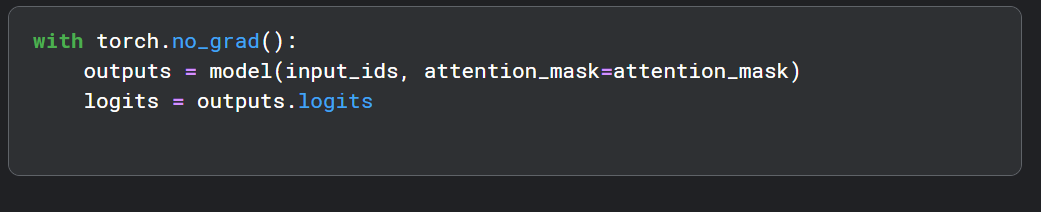 with torch.no_grad():
    outputs = model(input_ids, attention_mask=attention_mask)
    logits = outputs.logits